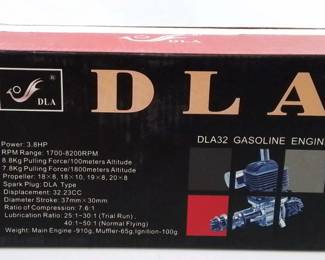 DLA
®
DLA
DLA32 GASOLINE ENGIN
Power: 3.8HP
RPM Range: 1700-8200RPM
8.8Kg Pulling Force/100meters Altitude
7.8Kg Pulling Force/1800meters Altitude
Propeller: 18×8, 18×10, 19×8, 20×8
Spark Plug: DLA Type
Displacement: 32.23CC
Diameter Stroke: 37mm×30mm
Ratio of Compression: 7.6:1
Lubrication Ratio: 25:1~30:1 (Trial Run),
40:1~50:1 (Normal Flying)
Weight: Main Engine -910g, Muffler-65g,Ignition-100g